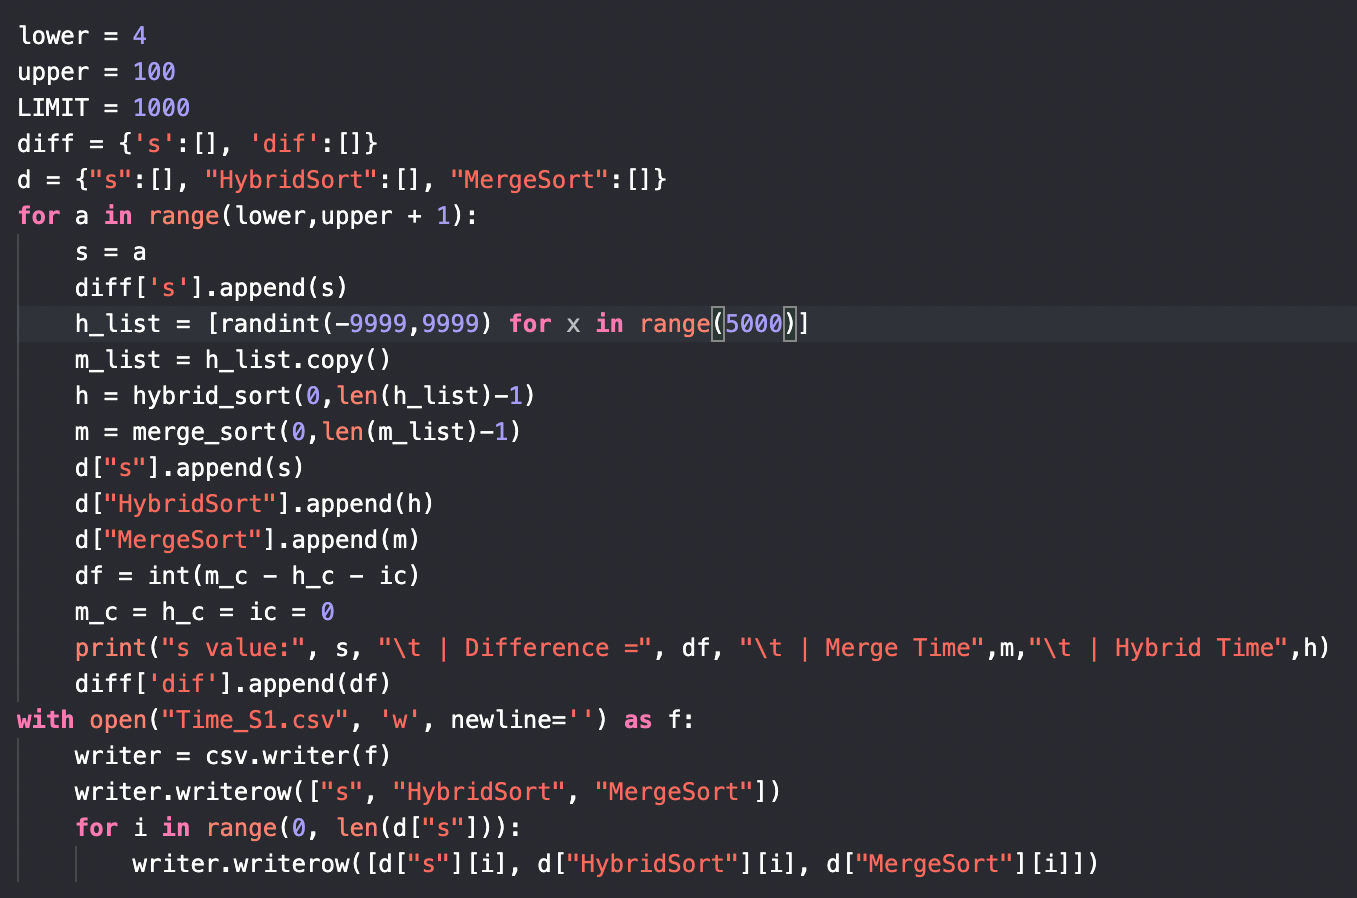 lower = 4
upper = 100
LIMIT = 1000
diff = {'s':[], 'dif':[]}
d = {"s":[], "HybridSort":[], "MergeSort":[]}
for a in range(lower,upper + 1):
    s = a
    diff['s'].append(s)
    h_list = [randint(-9999,9999) for x in range(5000)]
    m_list = h_list.copy()
    h = hybrid_sort(0,len(h_list)-1)
    m = merge_sort(0,len(m_list)-1)
    d["s"].append(s)
    d["HybridSort"].append(h)
    d["MergeSort"].append(m)
    df = int(m_c - h_c - ic)
    m_c = h_c = ic = 0
    print("s value:", s, "\t | Difference =", df, "\t | Merge Time",m,"\t | Hybrid Time",h)
    diff['dif'].append(df)
with open("Time_S1.csv", 'w', newline='') as f:
    writer = csv.writer(f)
    writer.writerow(["s", "HybridSort", "MergeSort"])
    for i in range(0, len(d["s"])):
        writer.writerow([d["s"][i], d["HybridSort"][i], d["MergeSort"][i]])